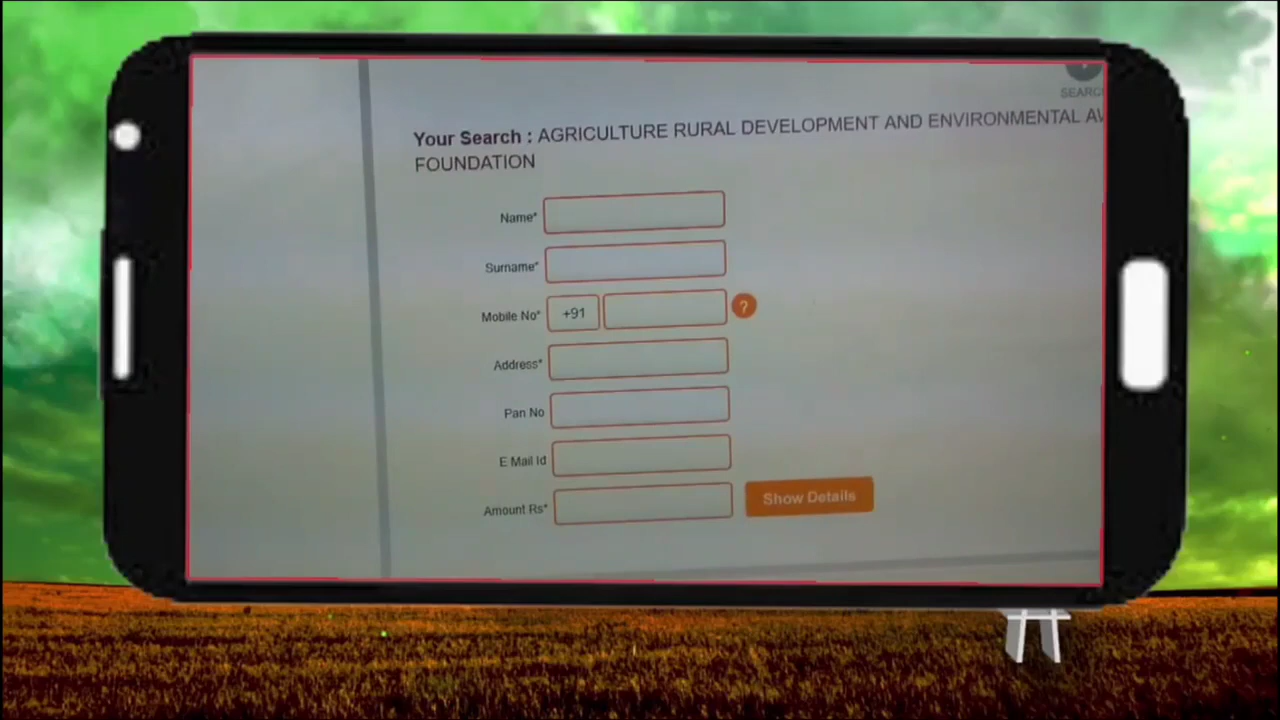 Your Search : AGRICULTURE RURAL DEVELOPMENT AND ENVIRONMENTAL
FOUNDATION
Name*
Surname*
Mobile No* +91 ?
Address*
Pan No
E Mail Id
Amount Rs* Show Details